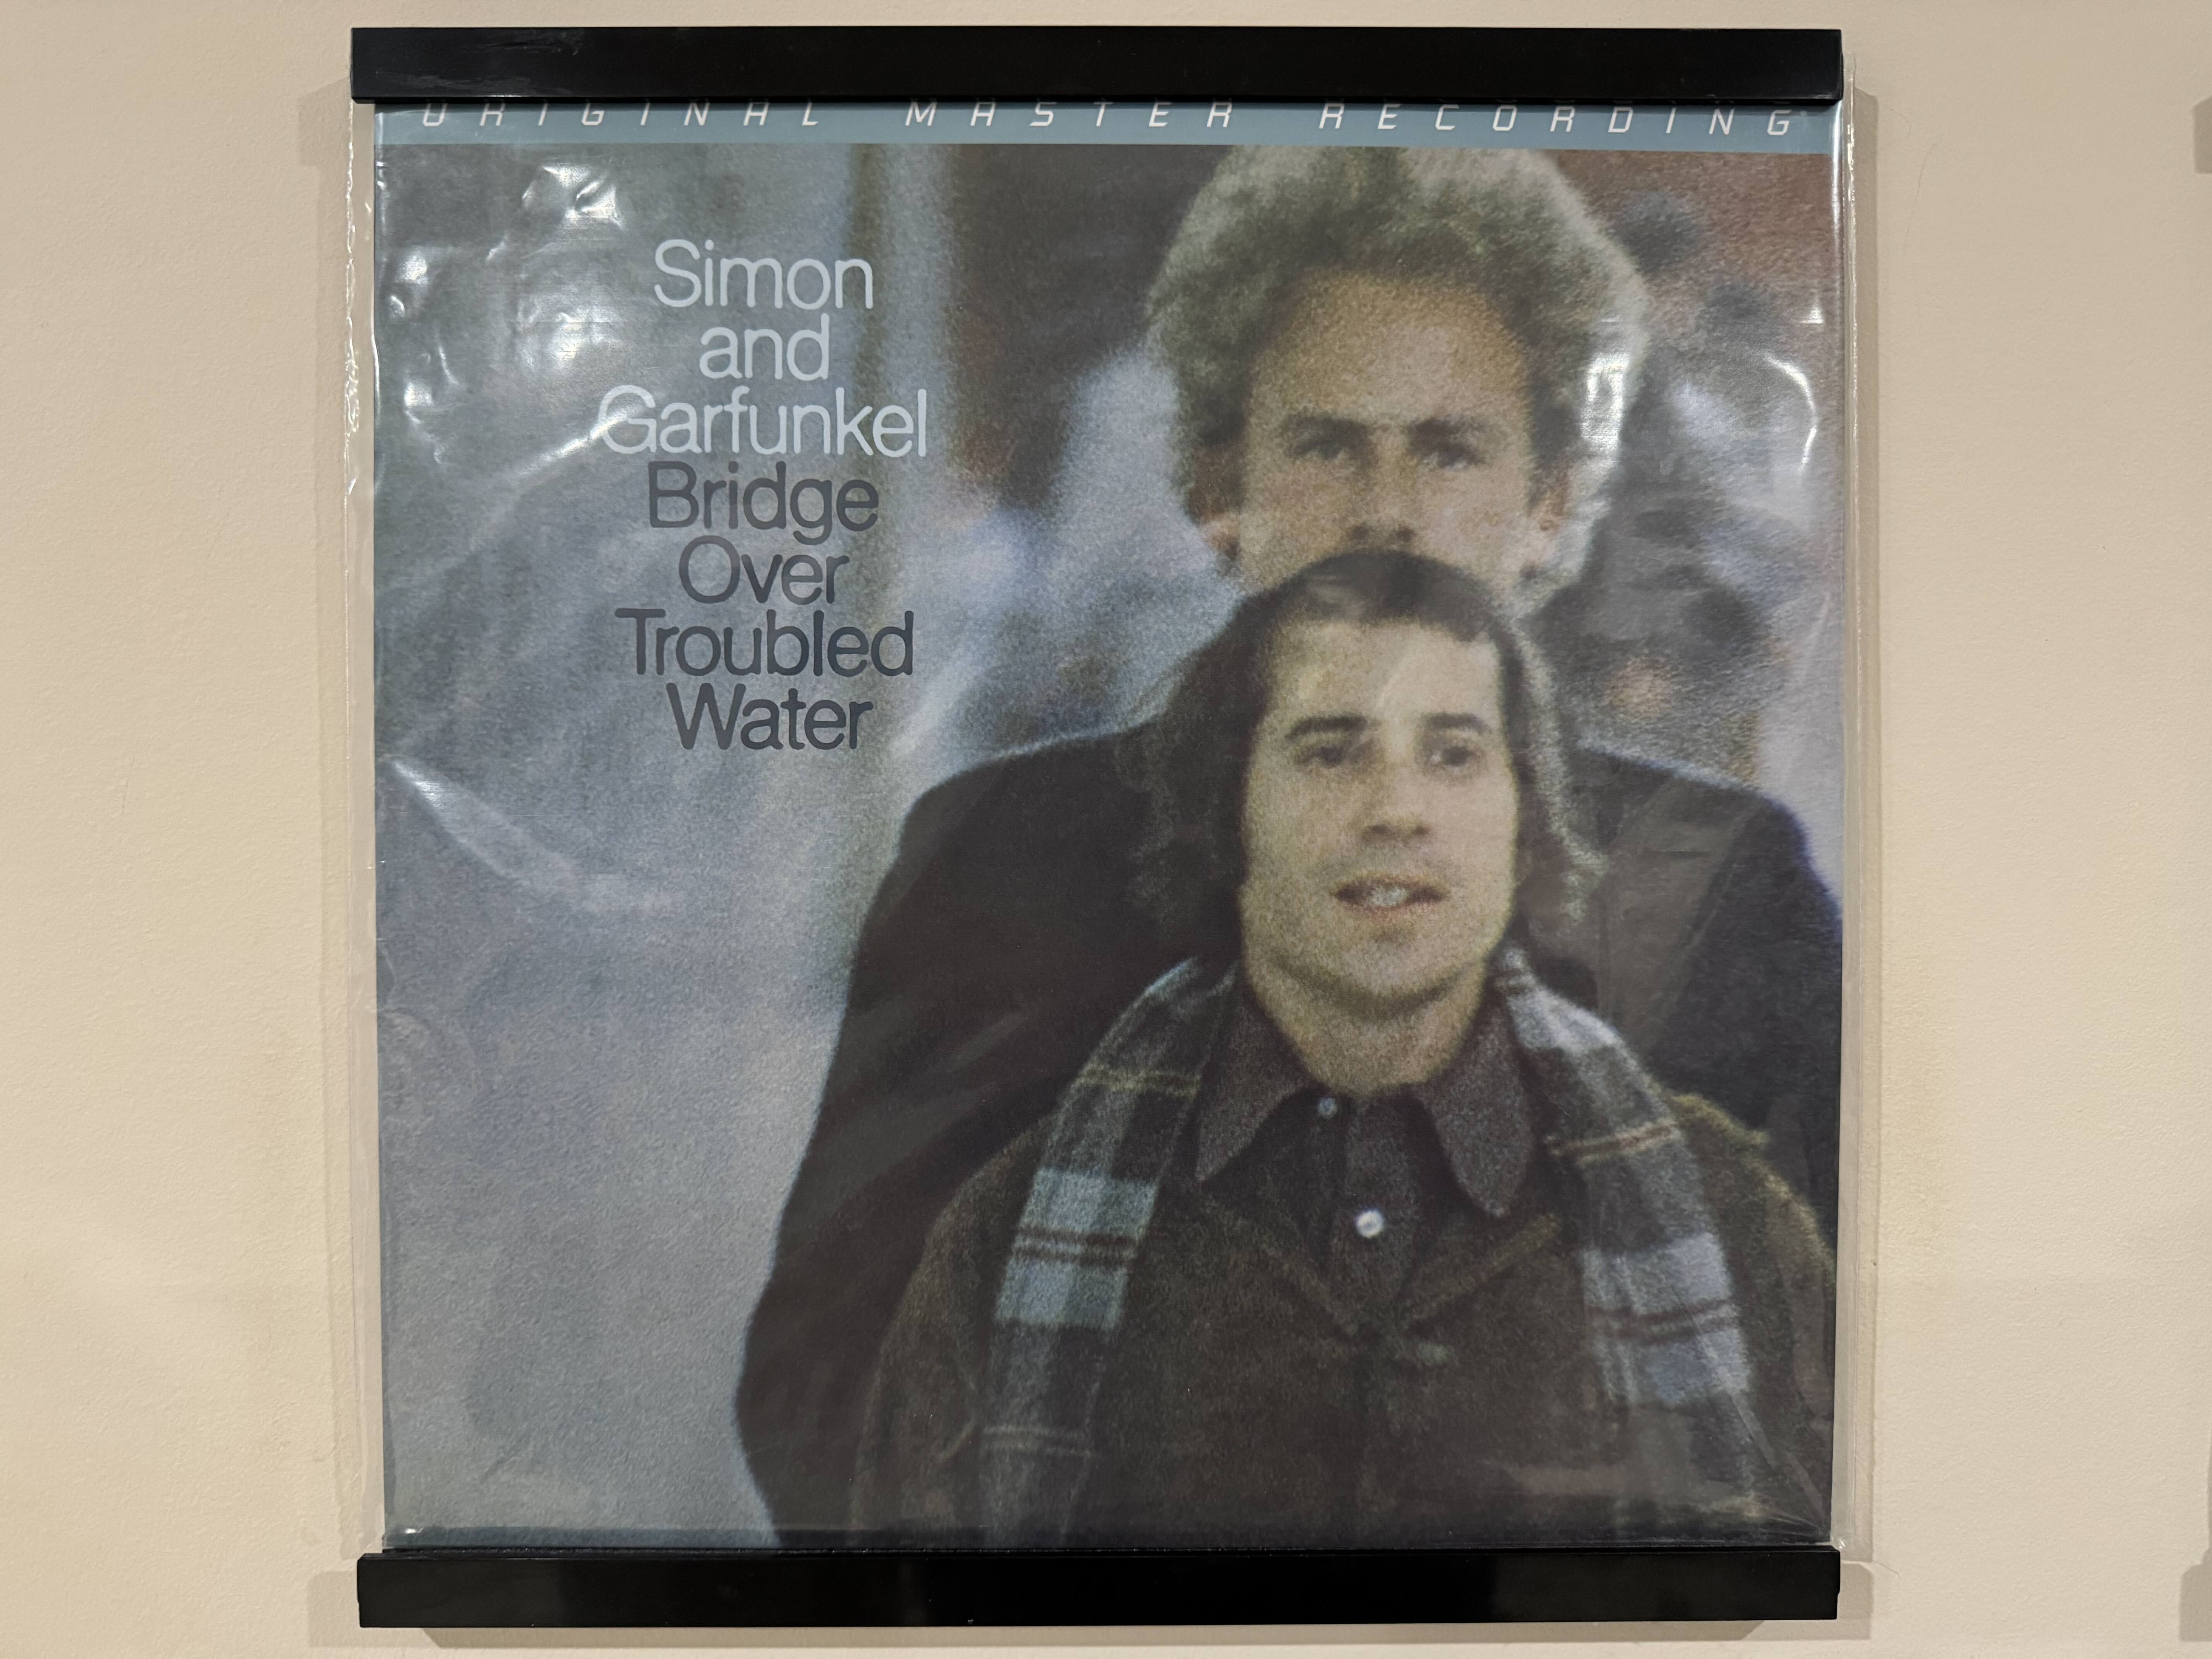 ORIGINAL MASTER RECORDING
Simon
and
Garfunkel
Bridge
Over
Troubled
Water